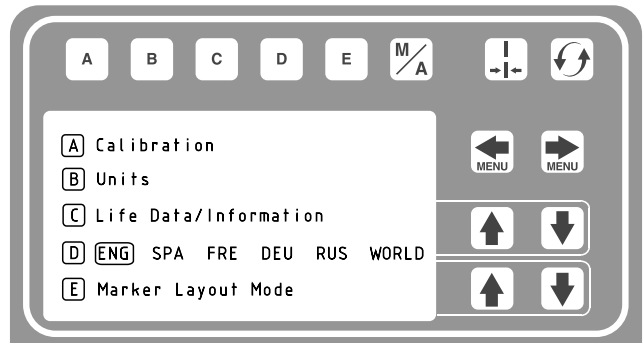 A B C D E M/A
MENU MENU
A Calibration
B Units
C Life Data/Information
D ENG SPA FRE DEU RUS WORLD
E Marker Layout Mode